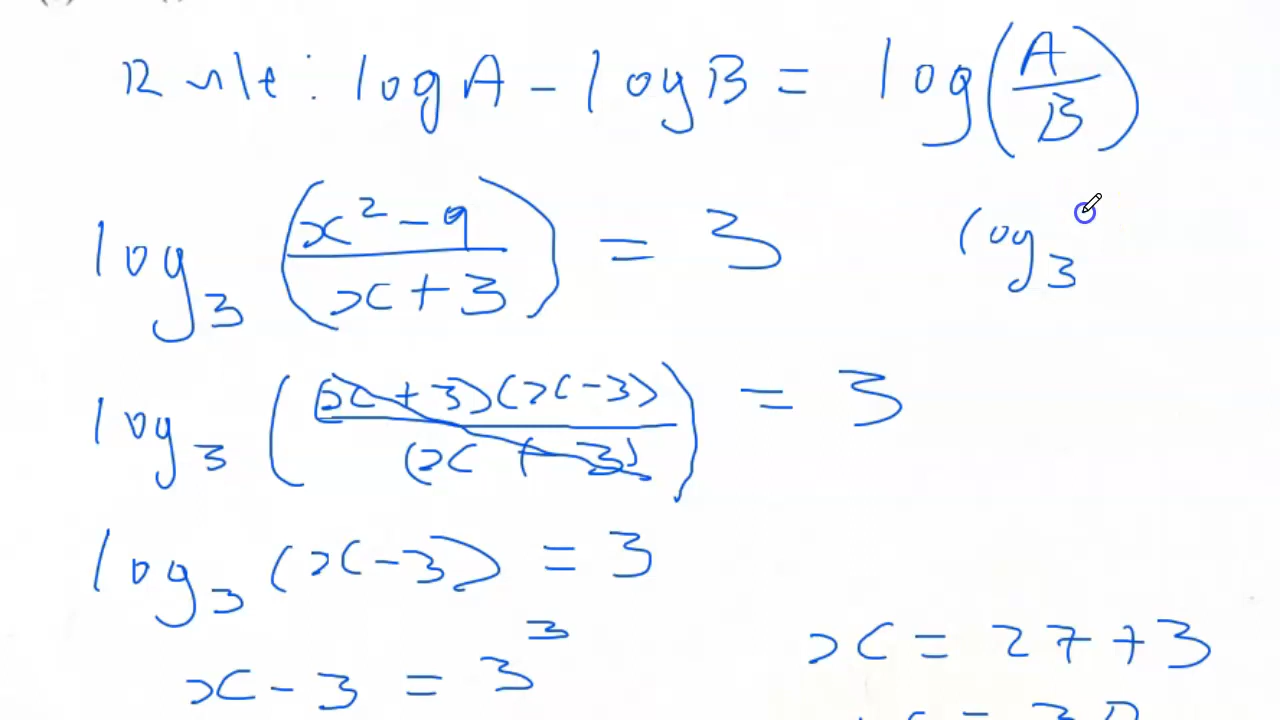 Rule: log A - log B = log(A/B)
log₃((x² - 9)/(x + 3)) = 3
log₃
log₃((x + 3)(x - 3)/(x + 3)) = 3
log₃(x - 3) = 3
x - 3 = 3³
x = 27 + 3